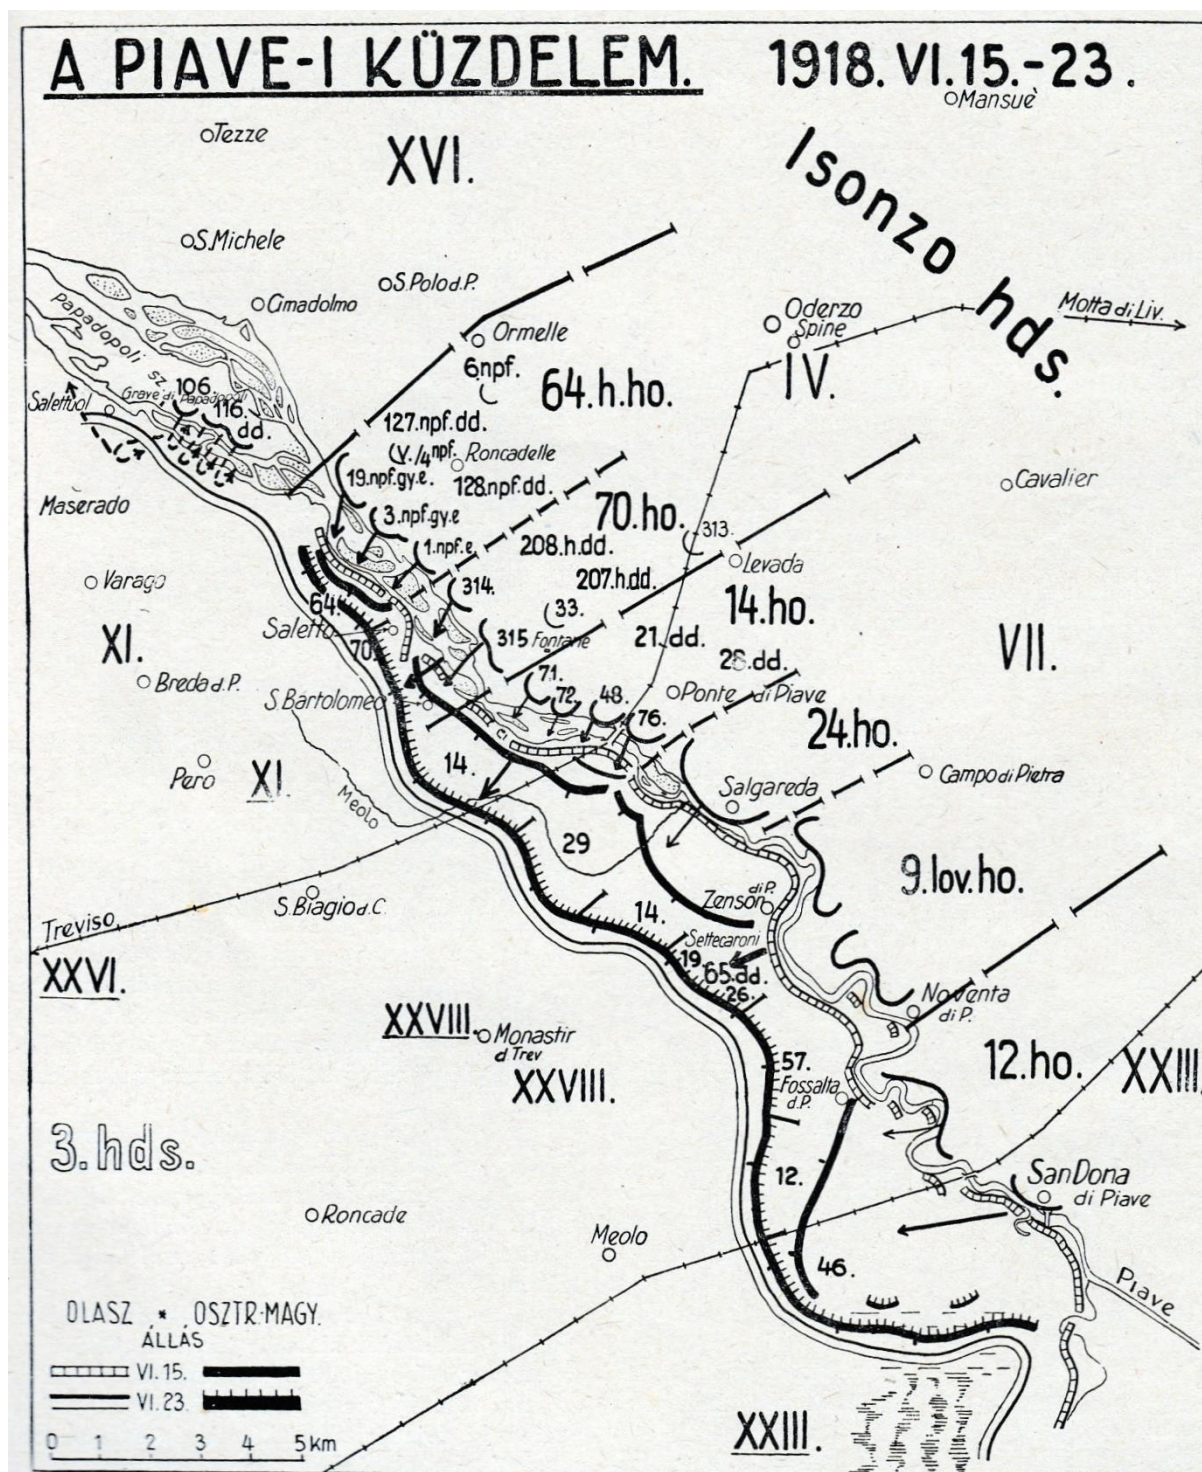 A PIAVE-I KÜZDELEM. 1918. VI. 15.-23.
Mansuè
Tezze
XVI.
Isonzo hds.
S. Michele
S. Polo d. P.
Cimadolmo
Oderzo
Spine
Motta di Liv.
Papadopoli sz.
Ormelle
6. npf.
64. h. ho.
IV.
106.
Grave di Papadopoli
116.
dd.
Salettuol
127. npf. dd.
V./4 npf.
Roncadelle
19. npf. gy. e.
128. npf. dd.
Cavalier
Maserado
3. npf. gy. e
70. ho.
313.
1. npf. e.
208. h. dd.
Levada
Varago
314.
207. h. dd.
14. ho.
64.
33.
Saletto
315
Fontane
21. dd.
XI.
70.
28. dd.
VII.
Breda d. P.
71.
72.
48.
Ponte di Piave
S. Bartolomeo
76.
24. ho.
Pero
XI.
14.
Salgareda
Campo di Pietra
Meolo
29
9. lov. ho.
S. Biagio d. C.
14.
Zenson di P.
Treviso
Settecaroni
XXVI.
19.
65. dd.
26.
Noventa
di P.
XXVIII.
Monastir
d Trev
12. ho.
XXIII.
XXVIII.
57.
Fossalta
d. P.
3. hds.
12.
San Dona
di Piave
Roncade
Meolo
46.
Piave
OLASZ * OSZTR-MAGY.
ÁLLÁS
VI. 15.
VI. 23.
0 1 2 3 4 5 km
XXIII.